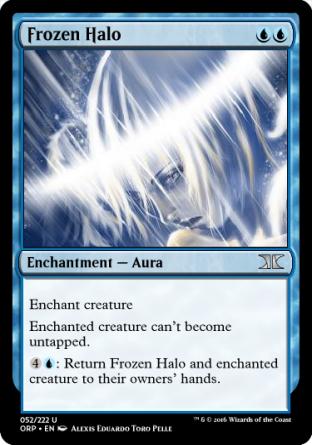 Frozen Halo
Enchantment — Aura
Enchant creature
Enchanted creature can't become
untapped.
4: Return Frozen Halo and enchanted
creature to their owners' hands.
052/222 U
ORP • EN Alexis Eduardo Toro Pelle
™ & © 2016 Wizards of the Coast